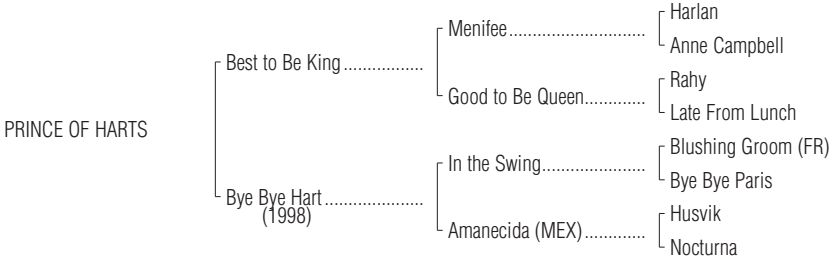 Harlan
Menifee.............................
Anne Campbell
Best to Be King.................
Rahy
Good to Be Queen.............
Late From Lunch
PRINCE OF HARTS
Blushing Groom (FR)
In the Swing......................
Bye Bye Paris
Bye Bye Hart.....................
(1998)
Husvik
Amanecida (MEX).............
Nocturna